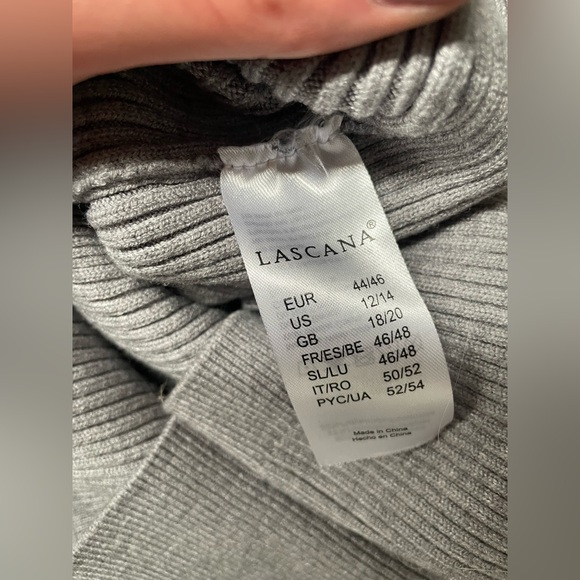 LASCANA®
EUR 44/46
US 12/14
GB 18/20
FR/ES/BE 46/48
SL/LU 46/48
IT/RO 50/52
PYC/UA 52/54
Made in China
Hecho en China